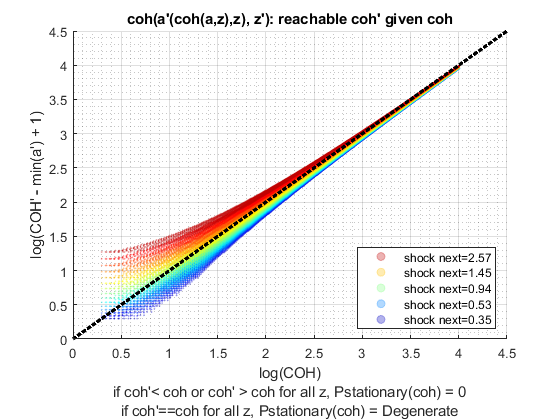 coh(a'(coh(a,z),z), z'): reachable coh' given coh
log(COH' - min(a') + 1)
4.5
4
3.5
3
2.5
2
1.5
1
0.5
0
shock next=2.57
shock next=1.45
shock next=0.94
shock next=0.53
shock next=0.35
0 0.5 1 1.5 2 2.5 3 3.5 4 4.5
log(COH)
if coh'< coh or coh' > coh for all z, Pstationary(coh) = 0
if coh'==coh for all z, Pstationary(coh) = Degenerate